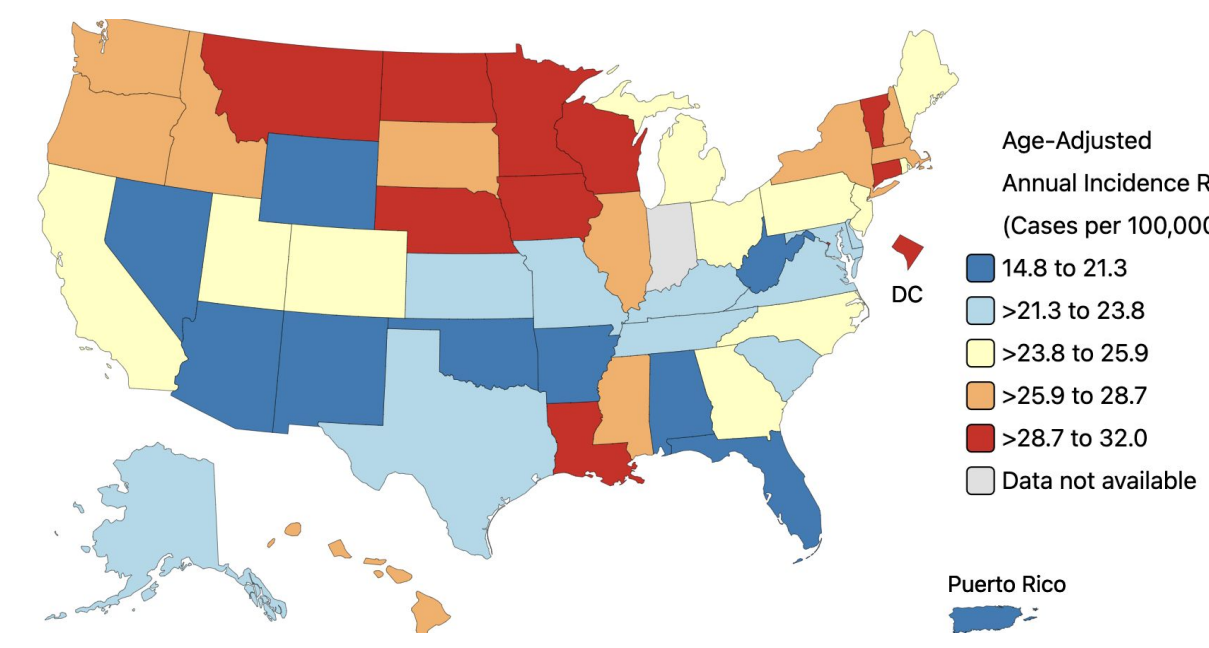 Age-Adjusted
Annual Incidence R
(Cases per 100,000
14.8 to 21.3
>21.3 to 23.8
>23.8 to 25.9
>25.9 to 28.7
>28.7 to 32.0
Data not available
DC
Puerto Rico